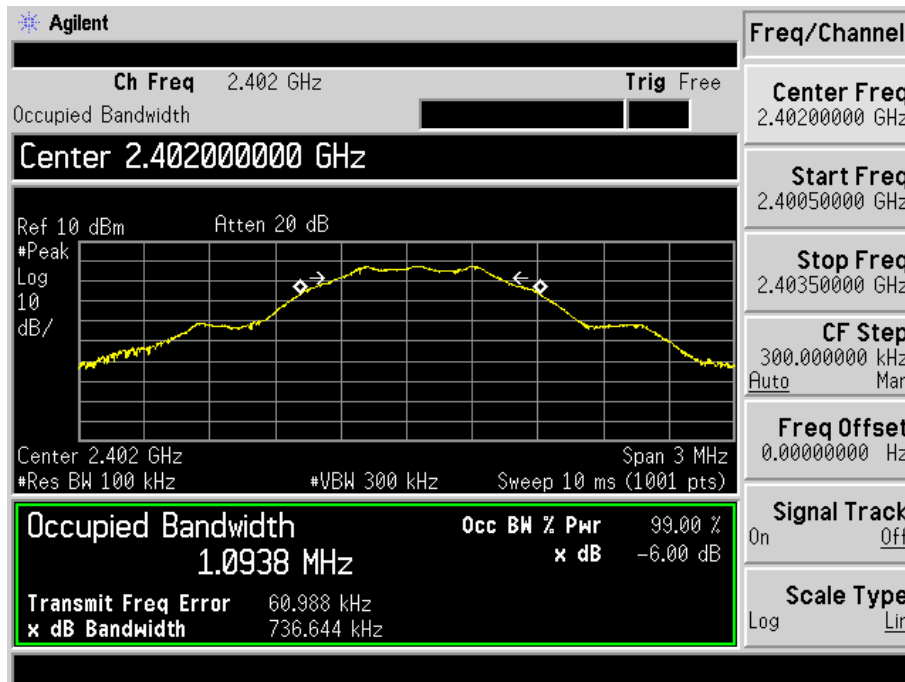 Agilent
Freq/Channel
Ch Freq 2.402 GHz Trig Free
Occupied Bandwidth
Center 2.402000000 GHz
Ref 10 dBm Atten 20 dB
#Peak
Log
10
dB/
Center 2.402 GHz Span 3 MHz
#Res BW 100 kHz #VBW 300 kHz Sweep 10 ms (1001 pts)
Occupied Bandwidth
1.0938 MHz
Occ BW % Pwr 99.00 %
x dB -6.00 dB
Transmit Freq Error 60.988 kHz
x dB Bandwidth 736.644 kHz
Center Freq
2.40200000 GHz
Start Freq
2.40050000 GHz
Stop Freq
2.40350000 GHz
CF Step
300.000000 kHz
Auto Man
Freq Offset
0.00000000 Hz
Signal Track
On Off
Scale Type
Log Lin